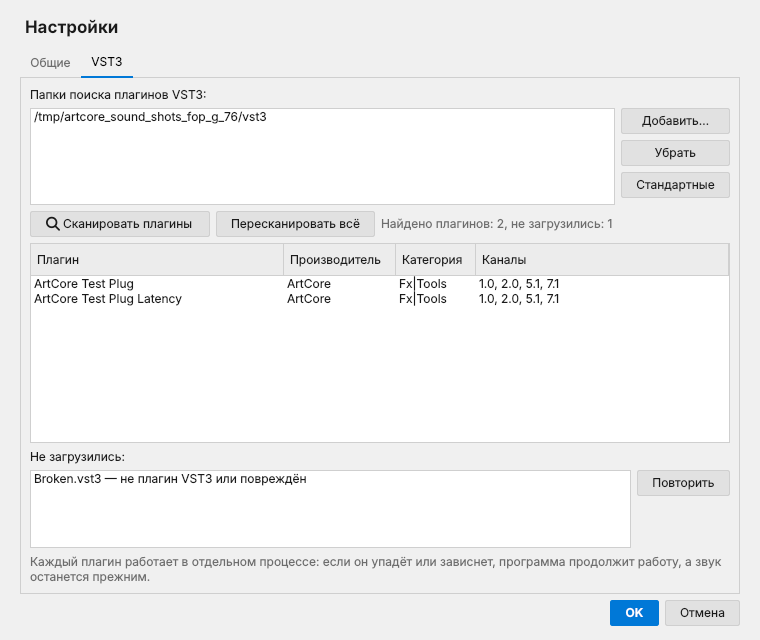 Настройки
Общие VST3
Папки поиска плагинов VST3:
/tmp/artcore_sound_shots_fop_g_76/vst3
Добавить...
Убрать
Стандартные
Сканировать плагины Пересканировать всё Найдено плагинов: 2, не загрузились: 1
Плагин Производитель Категория Каналы
ArtCore Test Plug ArtCore Fx|Tools 1.0, 2.0, 5.1, 7.1
ArtCore Test Plug Latency ArtCore Fx|Tools 1.0, 2.0, 5.1, 7.1
Не загрузились:
Broken.vst3 — не плагин VST3 или повреждён
Повторить
Каждый плагин работает в отдельном процессе: если он упадёт или зависнет, программа продолжит работу, а звук
останется прежним.
OK Отмена